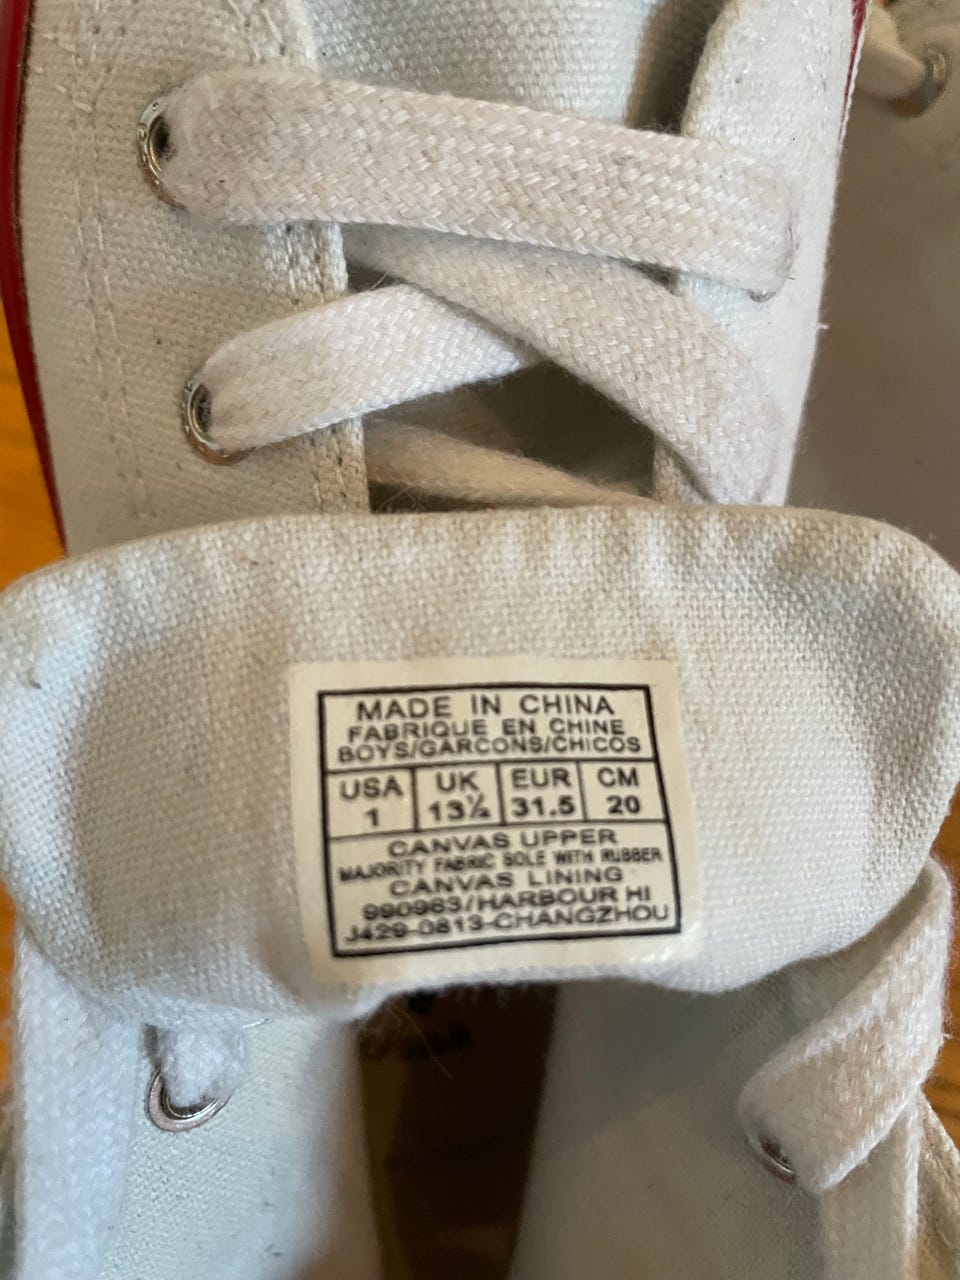 MADE IN CHINA
FABRIQUE EN CHINE
BOYS/GARCONS/CHICOS
USA UK EUR CM
1 13½ 31.5 20
CANVAS UPPER
MAJORITY FABRIC SOLE WITH RUBBER
CANVAS LINING
990963/HARBOUR HI
J429-0813-CHANGZHOU